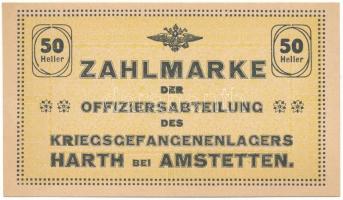 50 50
Heller Heller
ZAHLMARKE
DER
OFFIZIERSABTEILUNG
DES
KRIEGSGEFANGENENLAGERS
HARTH BEI AMSTETTEN.